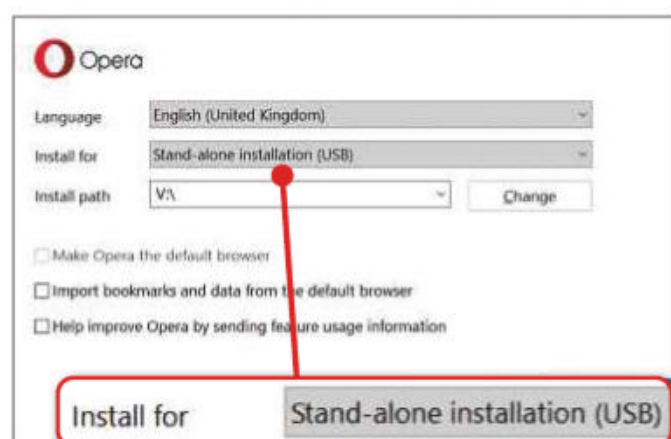 Opera
Language English (United Kingdom)
Install for Stand-alone installation (USB)
Install path V:\ Change
Make Opera the default browser
Import bookmarks and data from the default browser
Help improve Opera by sending feature usage information
Install for Stand-alone installation (USB)